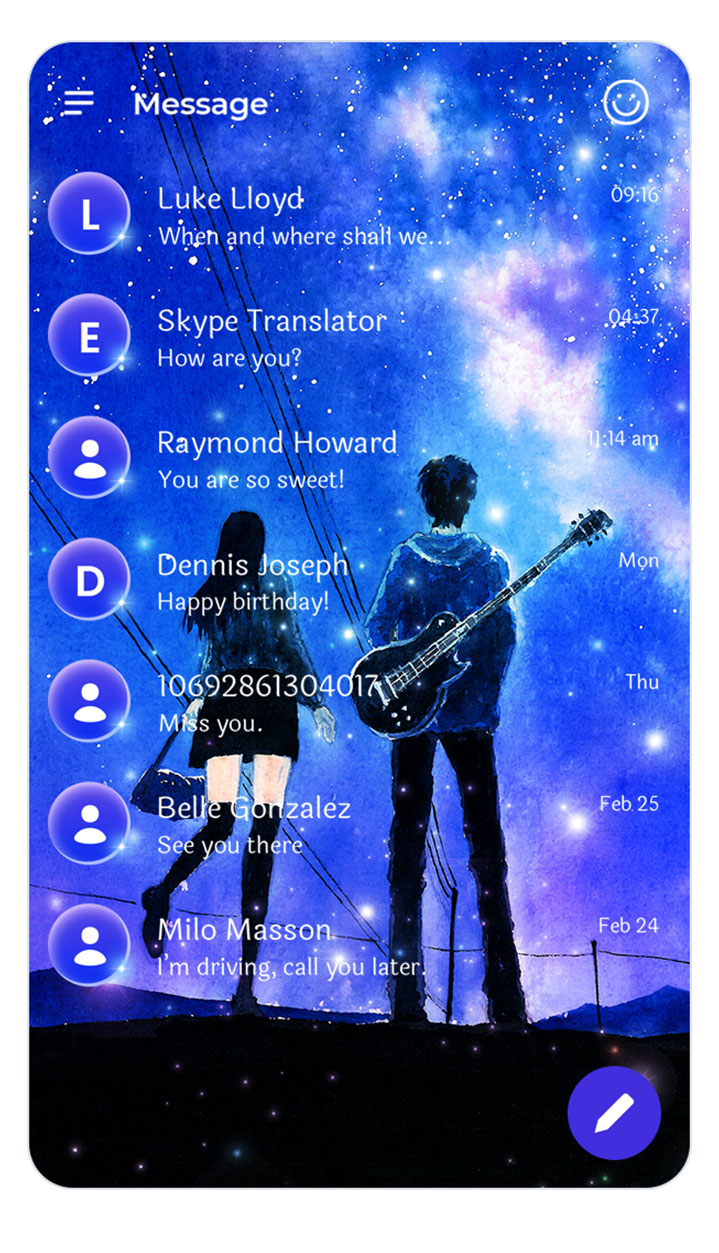 Message
L
Luke Lloyd
09:16
When and where shall we...
E
Skype Translator
04:37
How are you?
Raymond Howard
11:14 am
You are so sweet!
D
Dennis Joseph
Mon
Happy birthday!
10692861304017
Thu
Miss you.
Belle Gonzalez
Feb 25
See you there
Milo Masson
Feb 24
I'm driving, call you later.